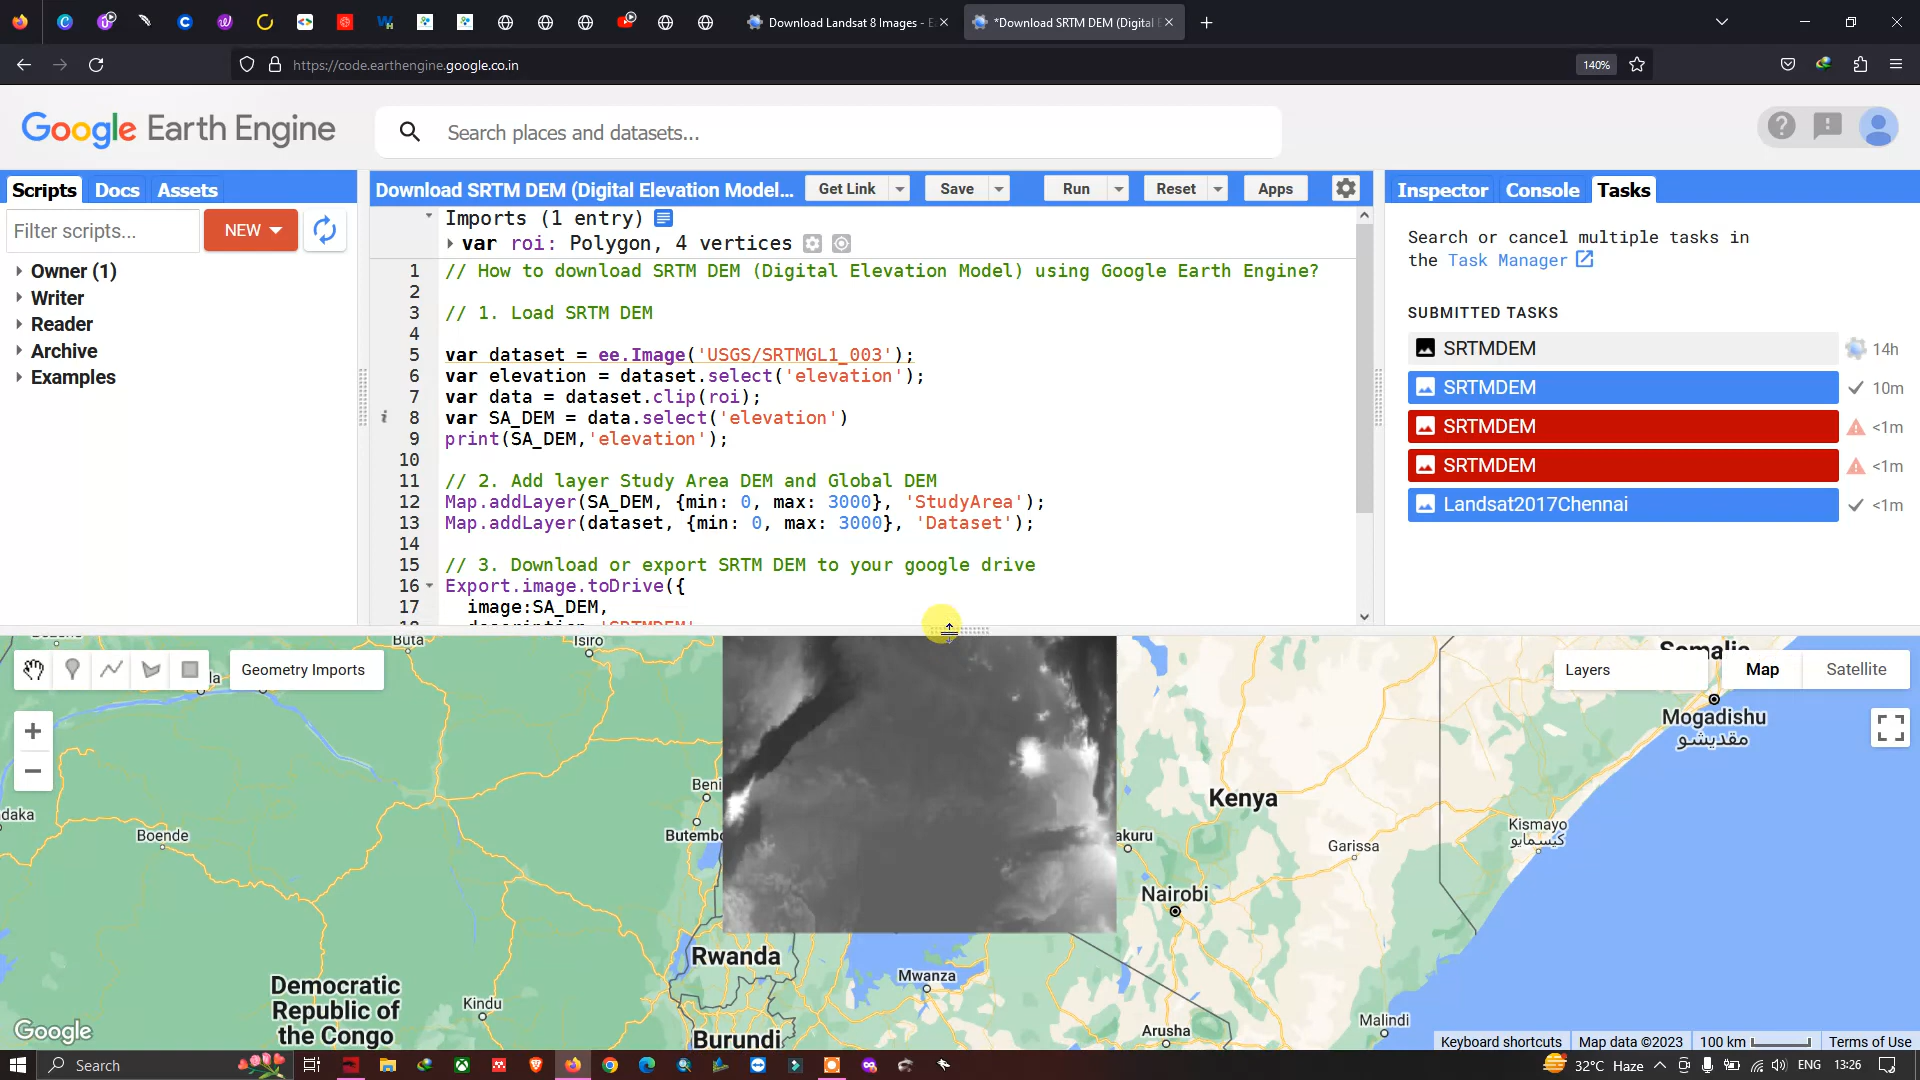 Download Landsat 8 Images - E
*Download SRTM DEM (Digital E
https://code.earthengine.google.co.in
140%
Google Earth Engine
Search places and datasets...
Scripts Docs Assets
Filter scripts...
NEW
Owner (1)
Writer
Reader
Archive
Examples
Download SRTM DEM (Digital Elevation Model...
Get Link
Save
Run
Reset
Apps
Imports (1 entry)
var roi: Polygon, 4 vertices
1 // How to download SRTM DEM (Digital Elevation Model) using Google Earth Engine?
2
3 // 1. Load SRTM DEM
4
5 var dataset = ee.Image('USGS/SRTMGL1_003');
6 var elevation = dataset.select('elevation');
7 var data = dataset.clip(roi);
i 8 var SA_DEM = data.select('elevation')
9 print(SA_DEM,'elevation');
10
11 // 2. Add layer Study Area DEM and Global DEM
12 Map.addLayer(SA_DEM, {min: 0, max: 3000}, 'StudyArea');
13 Map.addLayer(dataset, {min: 0, max: 3000}, 'Dataset');
14
15 // 3. Download or export SRTM DEM to your google drive
16 Export.image.toDrive({
17 image:SA_DEM,
Inspector Console Tasks
Search or cancel multiple tasks in
the Task Manager
SUBMITTED TASKS
SRTMDEM 14h
SRTMDEM 10m
SRTMDEM <1m
SRTMDEM <1m
Landsat2017Chennai <1m
Geometry Imports
Layers
Map
Satellite
Buta
Isiro
Somalia
Mogadishu
مقديشو
Beni
Butembo
Boende
daka
Kenya
akuru
Garissa
Kismayo
كيسمايو
Nairobi
Rwanda
Mwanza
Democratic
Republic of
the Congo
Kindu
Burundi
Arusha
Malindi
Google
Keyboard shortcuts
Map data ©2023
100 km
Terms of Use
Search
32°C Haze
ENG
13:26